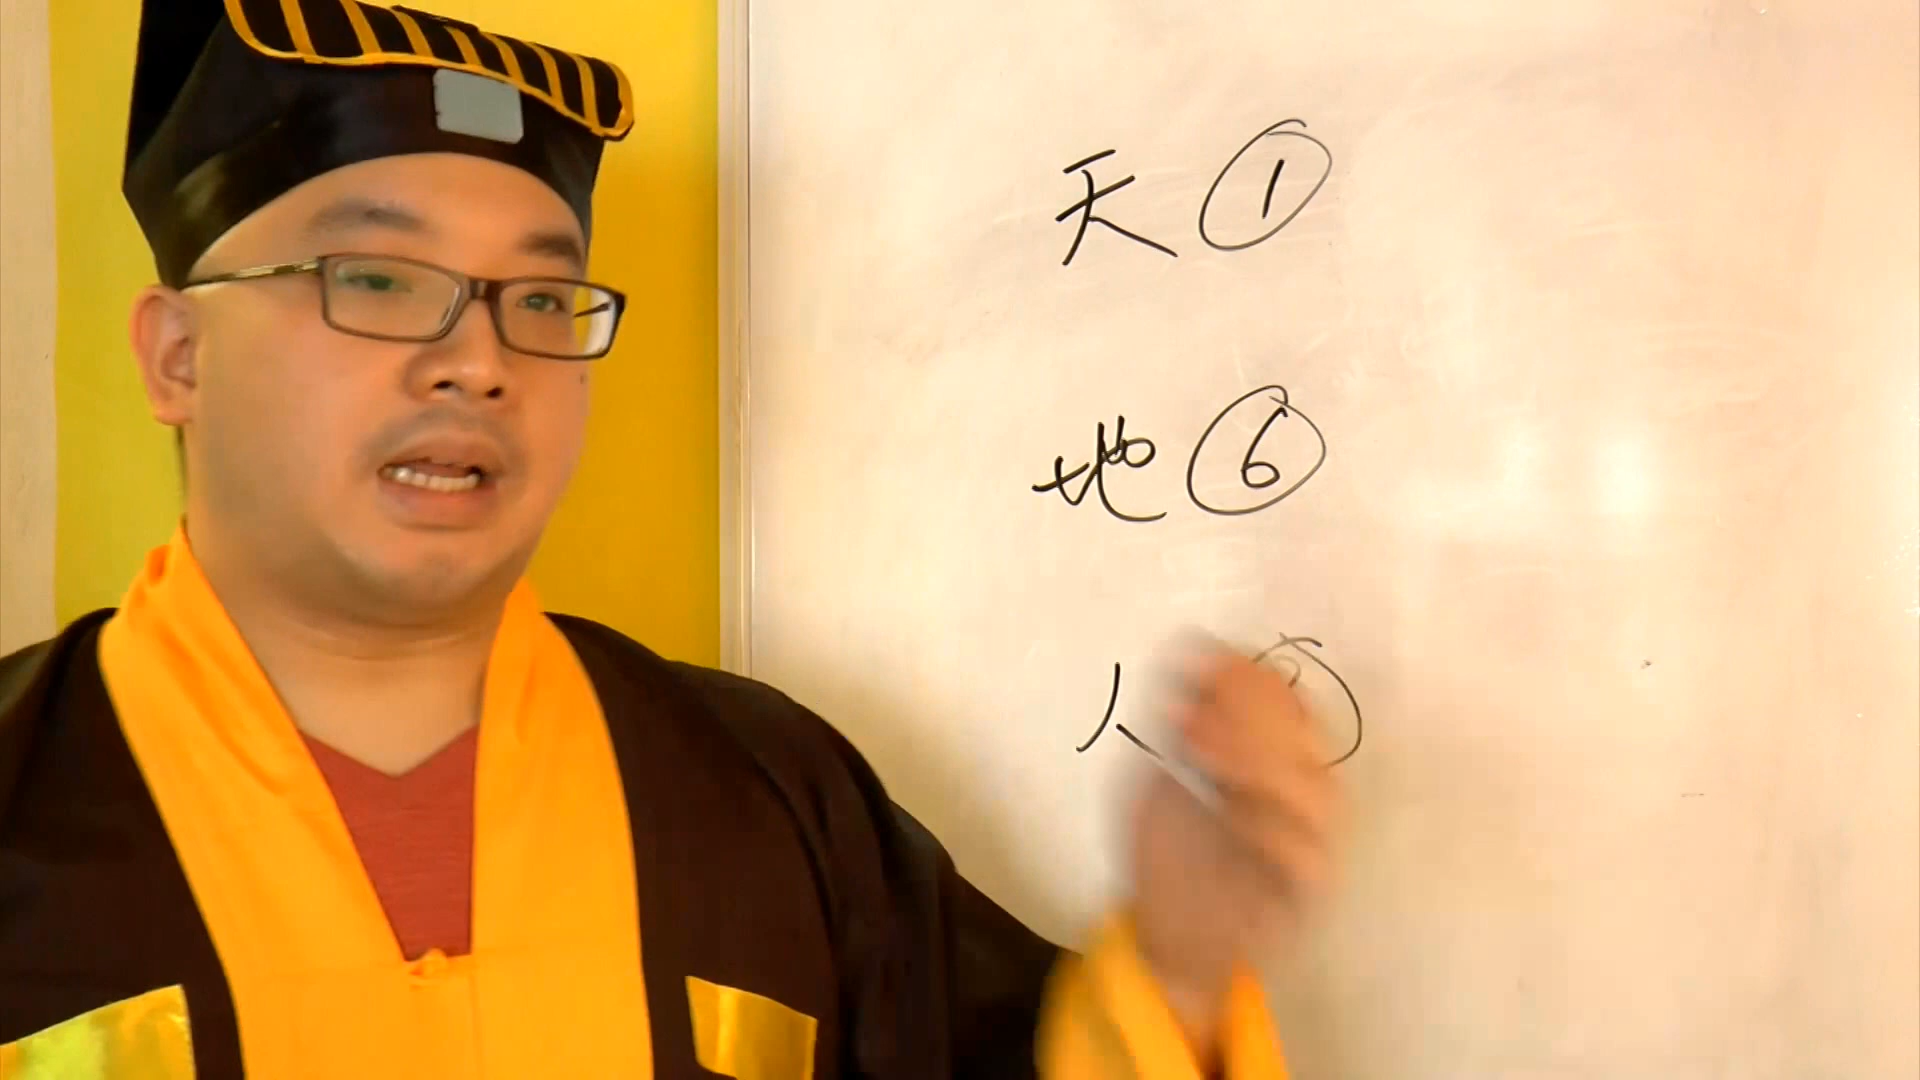 天 ①
地 ⑥
人